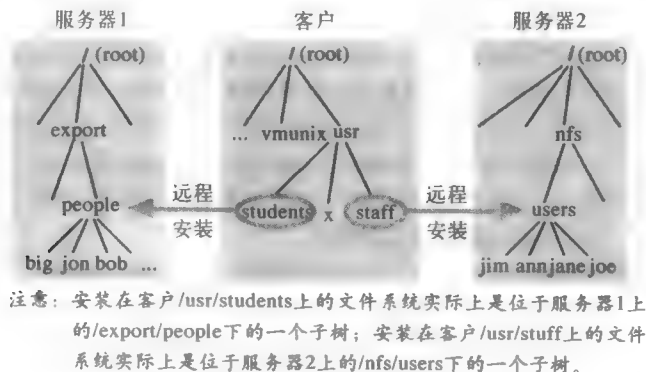 服务器1 客户 服务器2
/ (root) / (root) / (root)
export ... vmunix usr nfs
people 远程 students x staff 远程 users
安装 安装
big jon bob ... jim ann jane joe
注意：安装在客户/usr/students上的文件系统实际上是位于服务器1上
的/export/people下的一个子树；安装在客户/usr/stuff上的文件
系统实际上是位于服务器2上的/nfs/users下的一个子树。